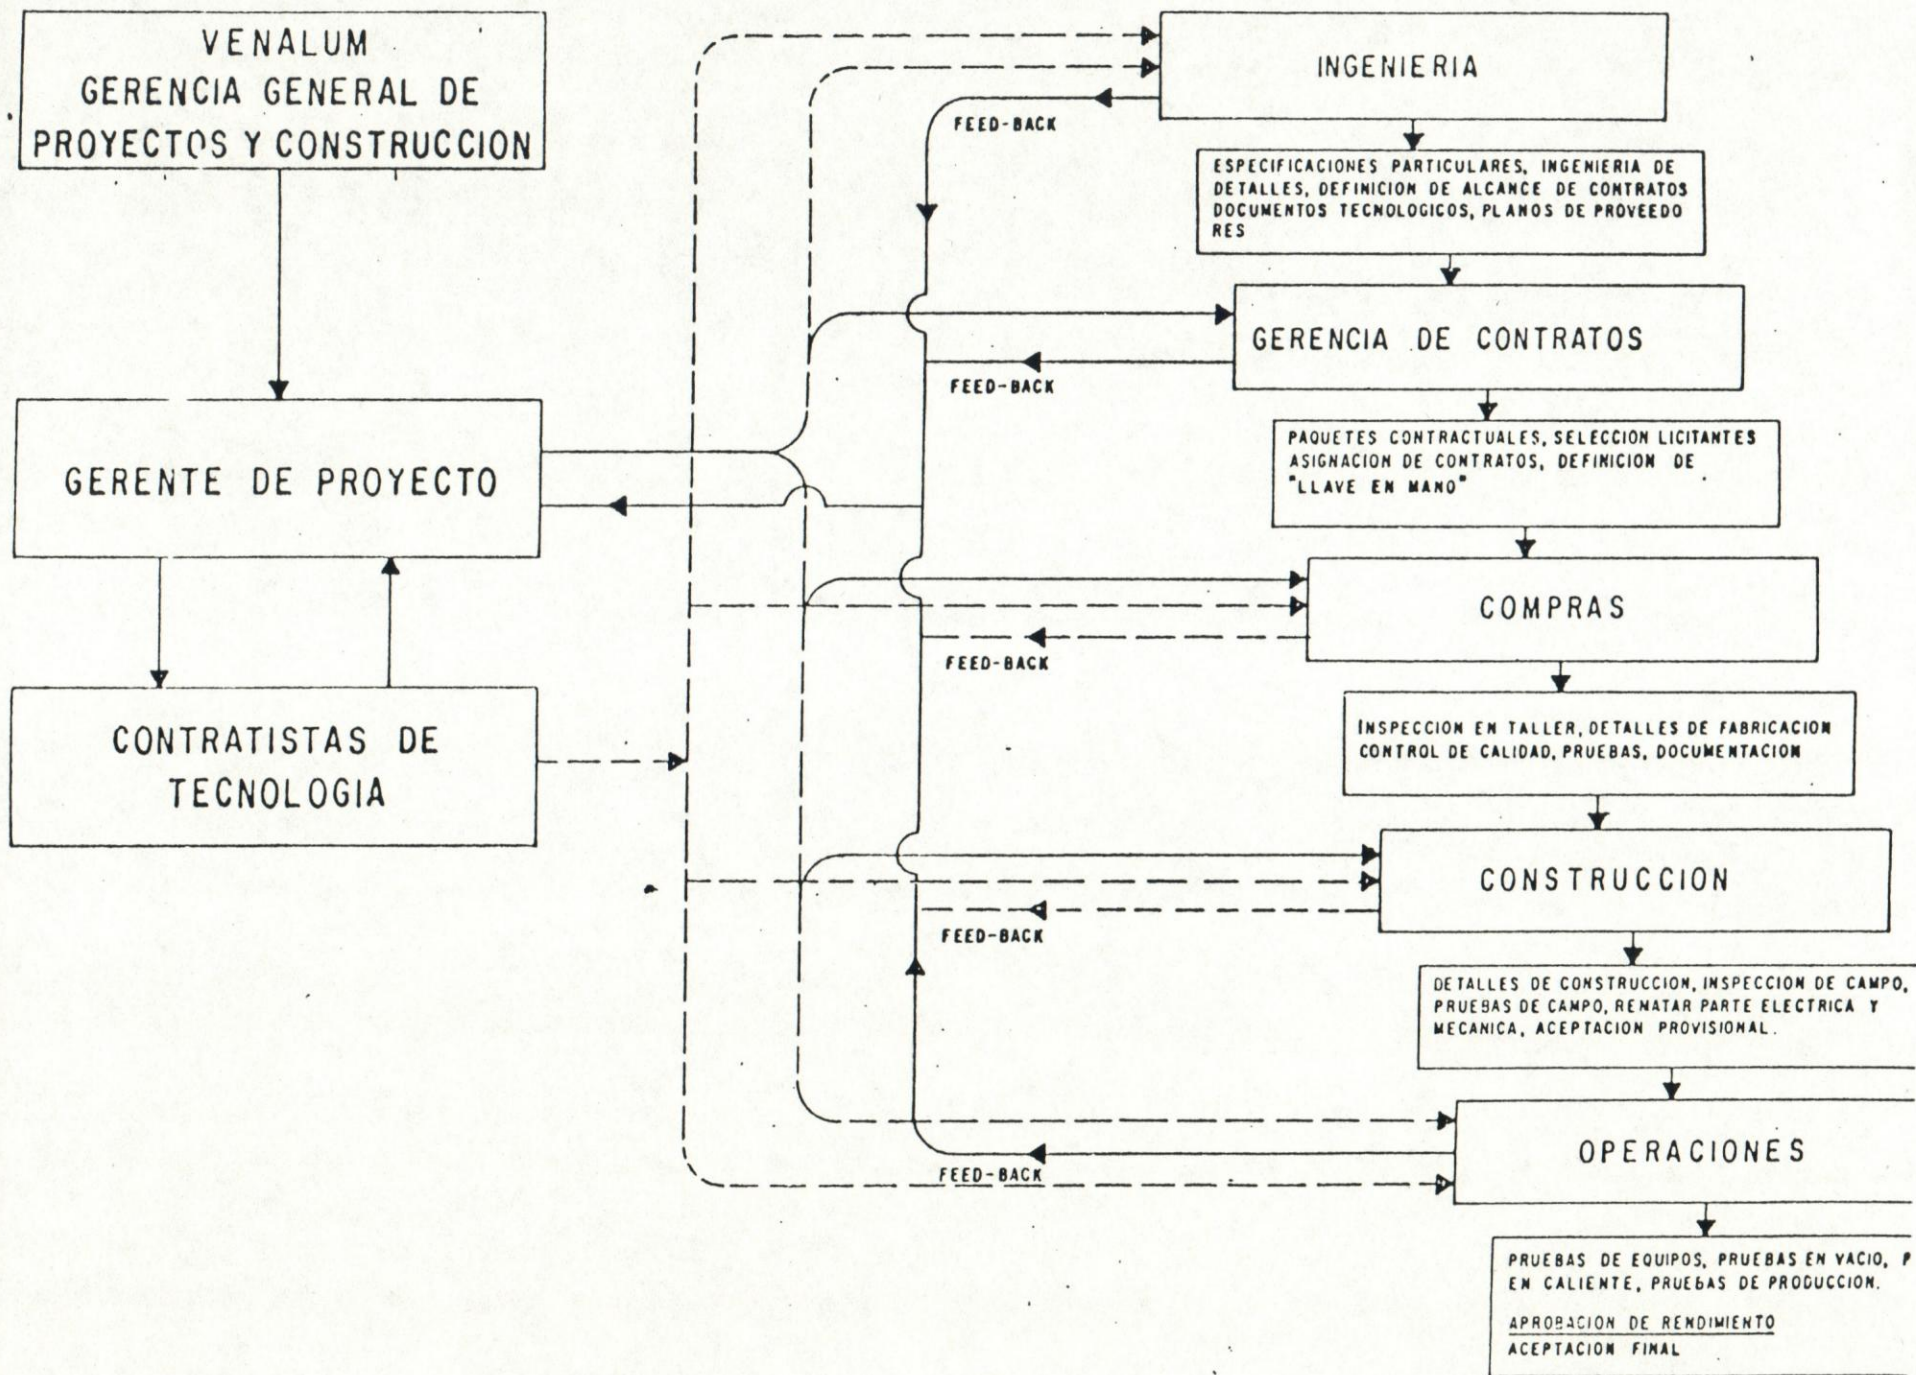 VENALUM
GERENCIA GENERAL DE
PROYECTOS Y CONSTRUCCION
GERENTE DE PROYECTO
CONTRATISTAS DE
TECNOLOGIA
INGENIERIA
FEED-BACK
ESPECIFICACIONES PARTICULARES, INGENIERIA DE
DETALLES, DEFINICION DE ALCANCE DE CONTRATOS
DOCUMENTOS TECNOLOGICOS, PLANOS DE PROVEEDO
RES
GERENCIA DE CONTRATOS
FEED-BACK
PAQUETES CONTRACTUALES, SELECCION LICITANTES
ASIGNACION DE CONTRATOS, DEFINICION DE
"LLAVE EN MANO"
COMPRAS
FEED-BACK
INSPECCION EN TALLER, DETALLES DE FABRICACION
CONTROL DE CALIDAD, PRUEBAS, DOCUMENTACION
CONSTRUCCION
FEED-BACK
DETALLES DE CONSTRUCCION, INSPECCION DE CAMPO,
PRUEBAS DE CAMPO, REMATAR PARTE ELECTRICA Y
MECANICA, ACEPTACION PROVISIONAL.
OPERACIONES
FEED-BACK
PRUEBAS DE EQUIPOS, PRUEBAS EN VACIO,
EN CALIENTE, PRUEBAS DE PRODUCCION.
APROBACION DE RENDIMIENTO
ACEPTACION FINAL